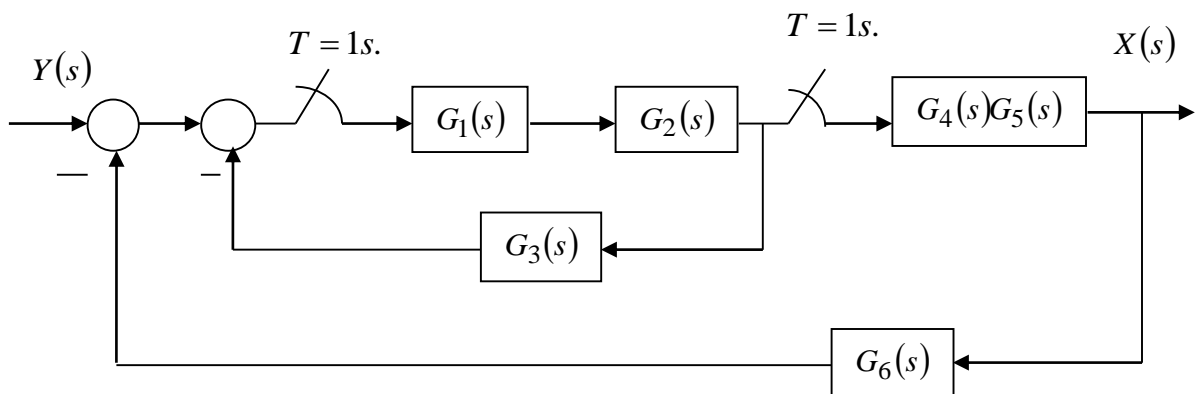 Y(s)
T = 1s.
T = 1s.
X(s)
G₁(s)
G₂(s)
G₄(s)G₅(s)
−
−
G₃(s)
G₆(s)